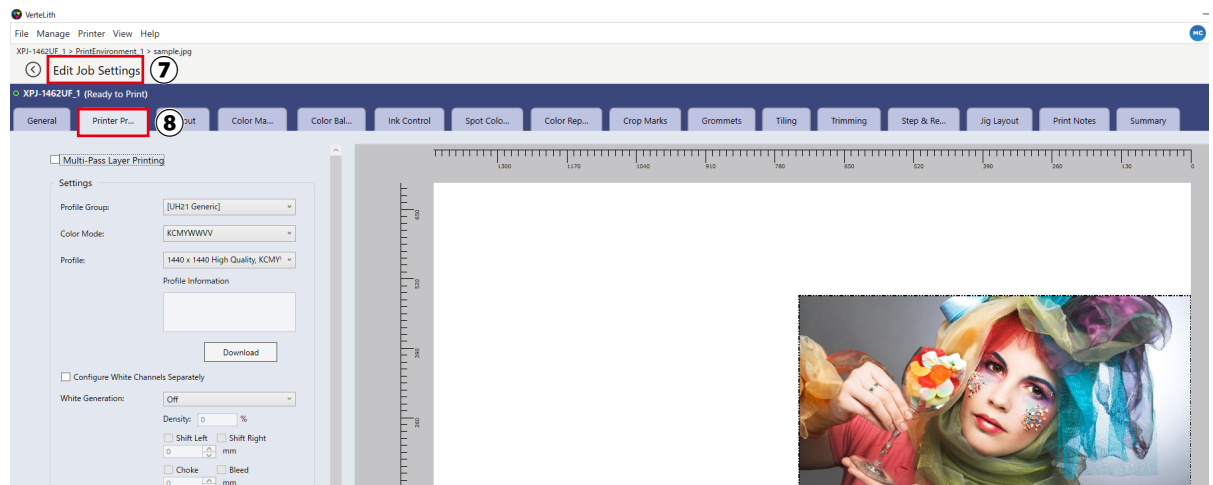 VerteLith
File Manage Printer View Help
MC
XPJ-1462UF_1 > PrintEnvironment_1 > sample.jpg
Edit Job Settings 7
XPJ-1462UF_1 (Ready to Print)
General Printer Pr... 8 out Color Ma... Color Bal... Ink Control Spot Colo... Color Rep... Crop Marks Grommets Tiling Trimming Step & Re... Jig Layout Print Notes Summary
Multi-Pass Layer Printing
1300 1170 1040 910 780 650 520 390 260 130 0
Settings
Profile Group: [UH21 Generic]
650
Color Mode: KCMYWWVV
Profile: 1440 x 1440 High Quality, KCMY
Profile Information
520
Download
390
Configure White Channels Separately
White Generation: Off
Density: 0 %
260
Shift Left Shift Right
0 mm
Choke Bleed
0 mm